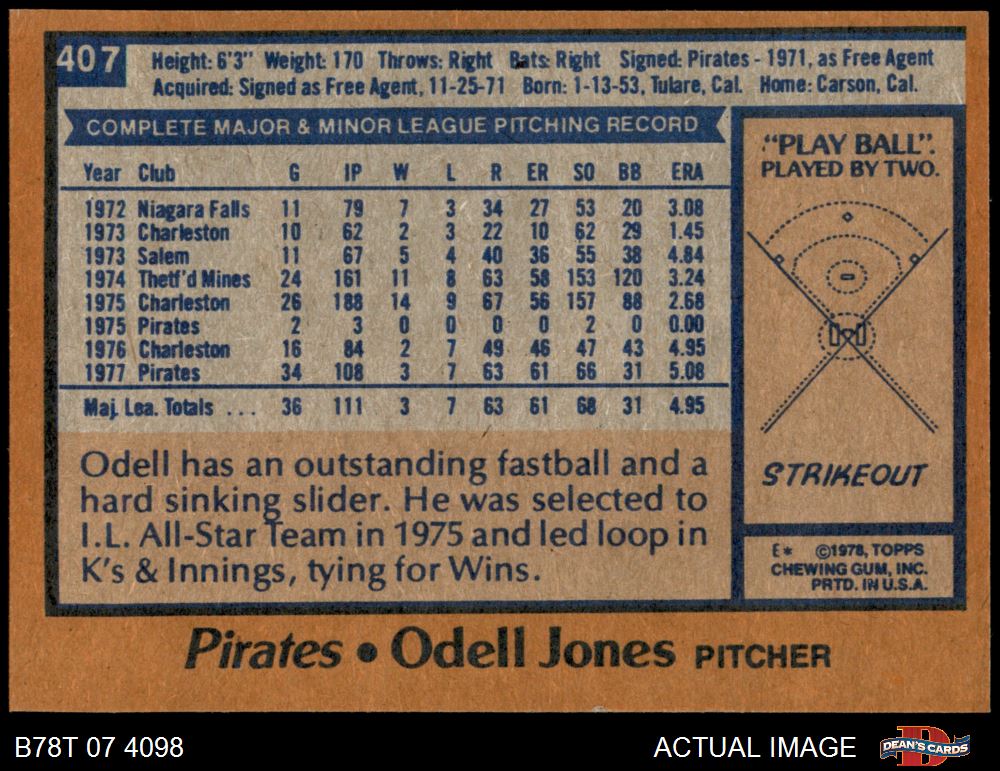 407
Height: 6'3" Weight: 170 Throws: Right Bats: Right Signed: Pirates - 1971, as Free Agent
Acquired: Signed as Free Agent, 11-25-71 Born: 1-13-53, Tulare, Cal. Home: Carson, Cal.
COMPLETE MAJOR & MINOR LEAGUE PITCHING RECORD
Year Club G IP W L R ER SO BB ERA
1972 Niagara Falls 11 79 7 3 34 27 53 20 3.08
1973 Charleston 10 62 2 3 22 10 62 29 1.45
1973 Salem 11 67 5 4 40 36 55 38 4.84
1974 Thetf'd Mines 24 161 11 8 63 58 153 120 3.24
1975 Charleston 26 188 14 9 67 56 157 88 2.68
1975 Pirates 2 3 0 0 0 0 2 0 0.00
1976 Charleston 16 84 2 7 49 46 47 43 4.95
1977 Pirates 34 108 3 7 63 61 66 31 5.08
Maj. Lea. Totals ... 36 111 3 7 63 61 68 31 4.95
Odell has an outstanding fastball and a
hard sinking slider. He was selected to
I.L. All-Star Team in 1975 and led loop in
K's & Innings, tying for Wins.
"PLAY BALL".
PLAYED BY TWO.
STRIKEOUT
E* ©1978, TOPPS
CHEWING GUM, INC.
PRTD. IN U.S.A.
Pirates • Odell Jones PITCHER
B78T 07 4098
ACTUAL IMAGE
DEAN'S CARDS